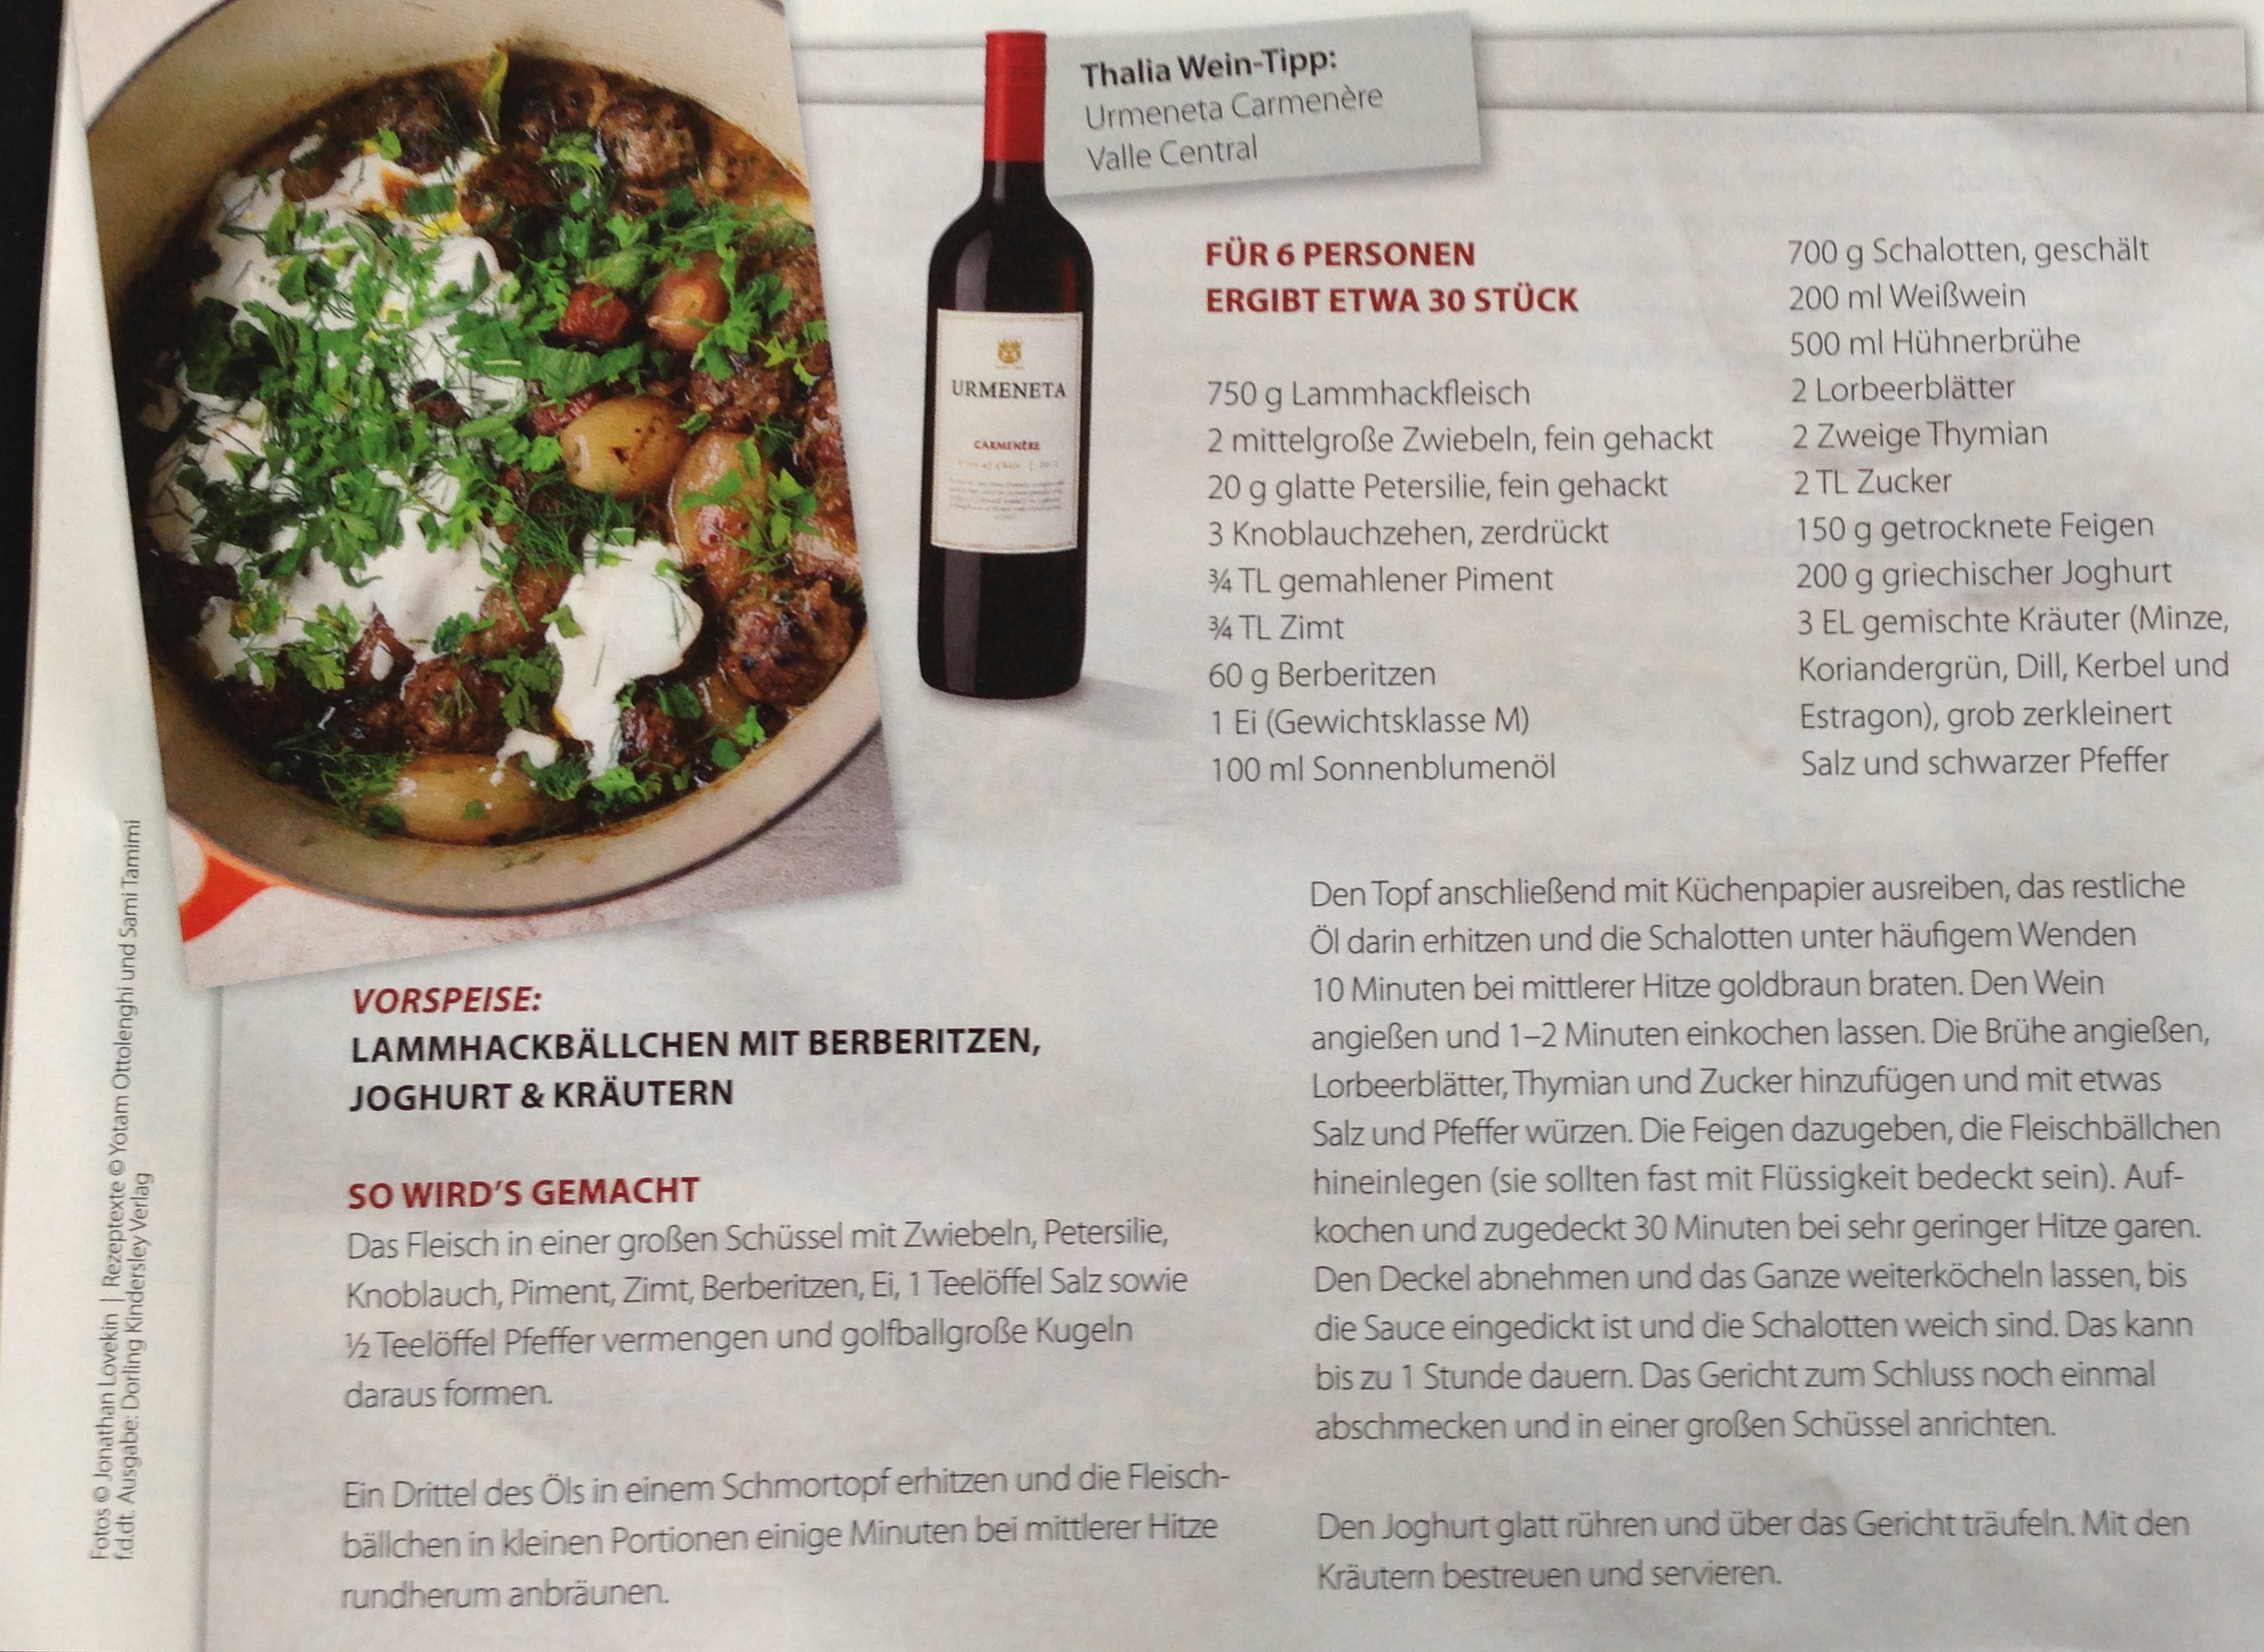 Thalia Wein-Tipp:
Urmeneta Carmenère
Valle Central
URMENETA
CARMENÈRE
FÜR 6 PERSONEN
ERGIBT ETWA 30 STÜCK
750 g Lammhackfleisch
2 mittelgroße Zwiebeln, fein gehackt
20 g glatte Petersilie, fein gehackt
3 Knoblauchzehen, zerdrückt
¾ TL gemahlener Piment
¾ TL Zimt
60 g Berberitzen
1 Ei (Gewichtsklasse M)
100 ml Sonnenblumenöl
700 g Schalotten, geschält
200 ml Weißwein
500 ml Hühnerbrühe
2 Lorbeerblätter
2 Zweige Thymian
2 TL Zucker
150 g getrocknete Feigen
200 g griechischer Joghurt
3 EL gemischte Kräuter (Minze,
Koriandergrün, Dill, Kerbel und
Estragon), grob zerkleinert
Salz und schwarzer Pfeffer
VORSPEISE:
LAMMHACKBÄLLCHEN MIT BERBERITZEN,
JOGHURT & KRÄUTERN
SO WIRD'S GEMACHT
Das Fleisch in einer großen Schüssel mit Zwiebeln, Petersilie,
Knoblauch, Piment, Zimt, Berberitzen, Ei, 1 Teelöffel Salz sowie
½ Teelöffel Pfeffer vermengen und golfballgroße Kugeln
daraus formen.
Ein Drittel des Öls in einem Schmortopf erhitzen und die Fleisch-
bällchen in kleinen Portionen einige Minuten bei mittlerer Hitze
rundherum anbräunen.
Den Topf anschließend mit Küchenpapier ausreiben, das restliche
Öl darin erhitzen und die Schalotten unter häufigem Wenden
10 Minuten bei mittlerer Hitze goldbraun braten. Den Wein
angießen und 1–2 Minuten einkochen lassen. Die Brühe angießen,
Lorbeerblätter, Thymian und Zucker hinzufügen und mit etwas
Salz und Pfeffer würzen. Die Feigen dazugeben, die Fleischbällchen
hineinlegen (sie sollten fast mit Flüssigkeit bedeckt sein). Auf-
kochen und zugedeckt 30 Minuten bei sehr geringer Hitze garen.
Den Deckel abnehmen und das Ganze weiterköcheln lassen, bis
die Sauce eingedickt ist und die Schalotten weich sind. Das kann
bis zu 1 Stunde dauern. Das Gericht zum Schluss noch einmal
abschmecken und in einer großen Schüssel anrichten.
Den Joghurt glatt rühren und über das Gericht träufeln. Mit den
Kräutern bestreuen und servieren.
Fotos © Jonathan Lovekin | Rezeptexte © Yotam Ottolenghi und Sami Tamimi
f.d.dt. Ausgabe: Dorling Kindersley Verlag